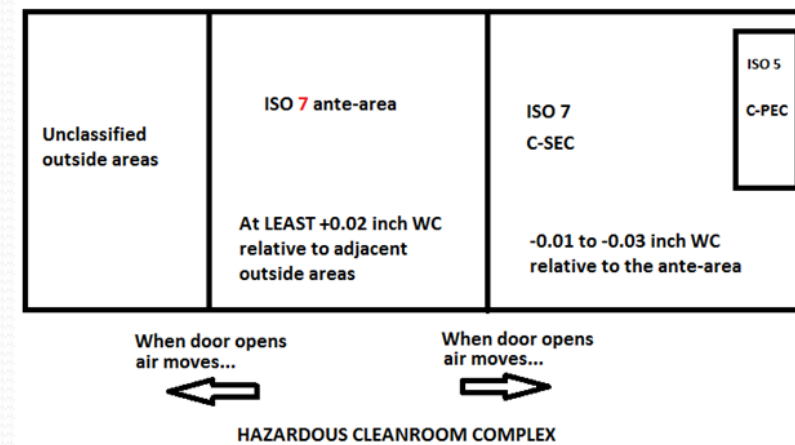 Unclassified
outside areas
ISO 7 ante-area
At LEAST +0.02 inch WC
relative to adjacent
outside areas
ISO 7
C-SEC
-0.01 to -0.03 inch WC
relative to the ante-area
ISO 5
C-PEC
When door opens
air moves...
When door opens
air moves...
HAZARDOUS CLEANROOM COMPLEX